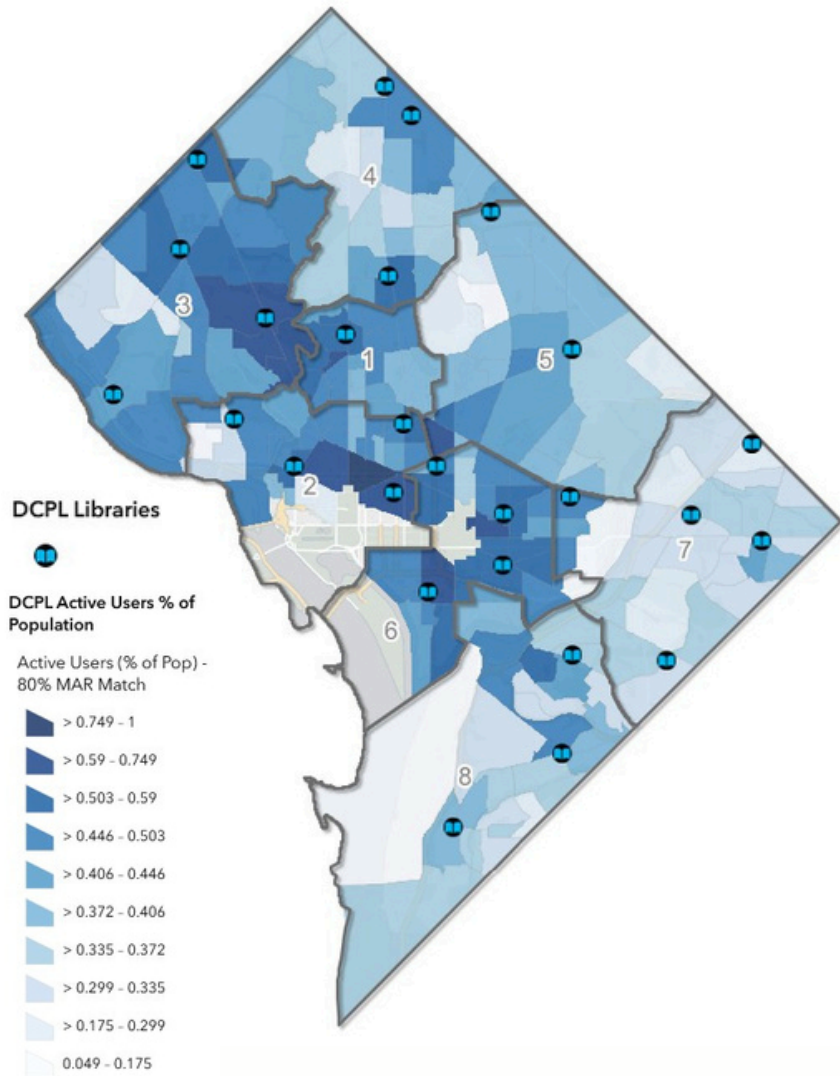 4
3
1
5
2
DCPL Libraries
7
6
DCPL Active Users % of
Population
Active Users (% of Pop) -
80% MAR Match
> 0.749 - 1
> 0.59 - 0.749
8
> 0.503 - 0.59
> 0.446 - 0.503
> 0.406 - 0.446
> 0.372 - 0.406
> 0.335 - 0.372
> 0.299 - 0.335
> 0.175 - 0.299
0.049 - 0.175